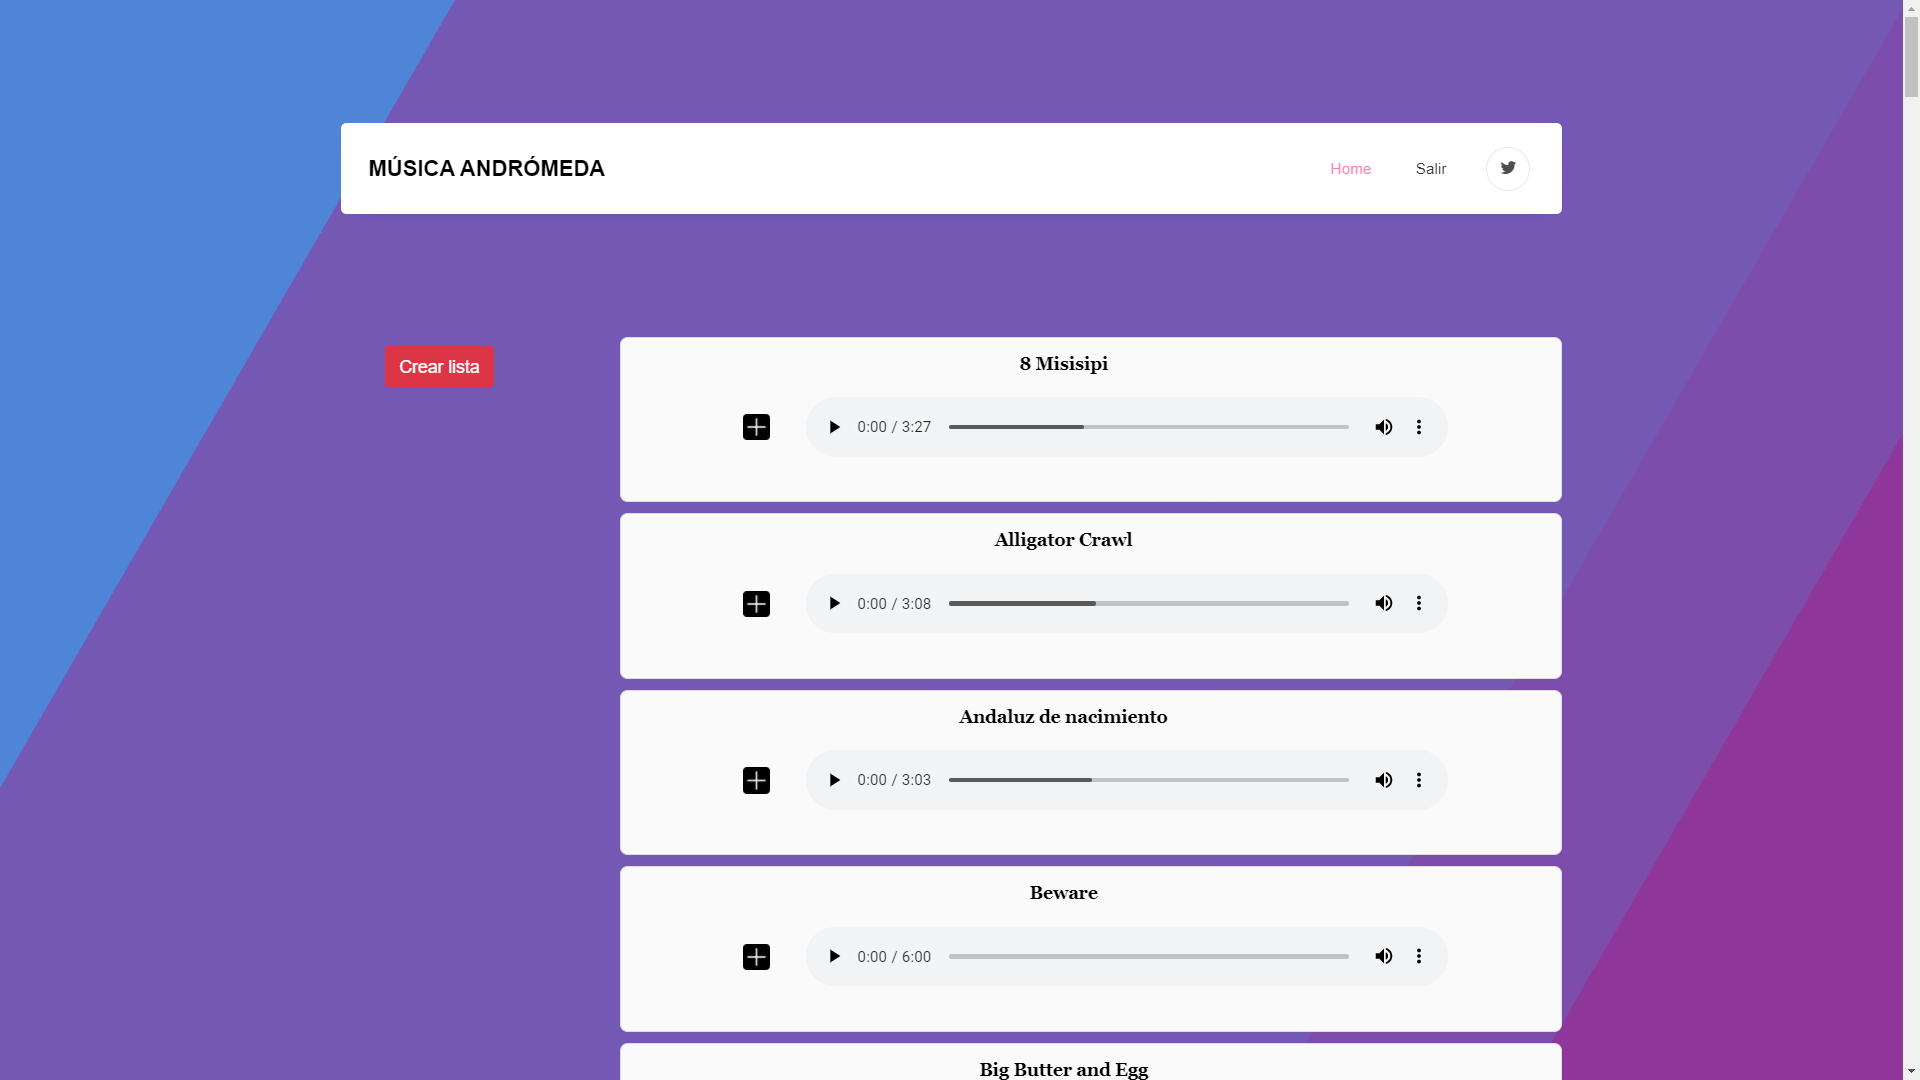 MÚSICA ANDRÓMEDA
Home
Salir
Crear lista
8 Misisipi
0:00 / 3:27
Alligator Crawl
0:00 / 3:08
Andaluz de nacimiento
0:00 / 3:03
Beware
0:00 / 6:00
Big Butter and Egg